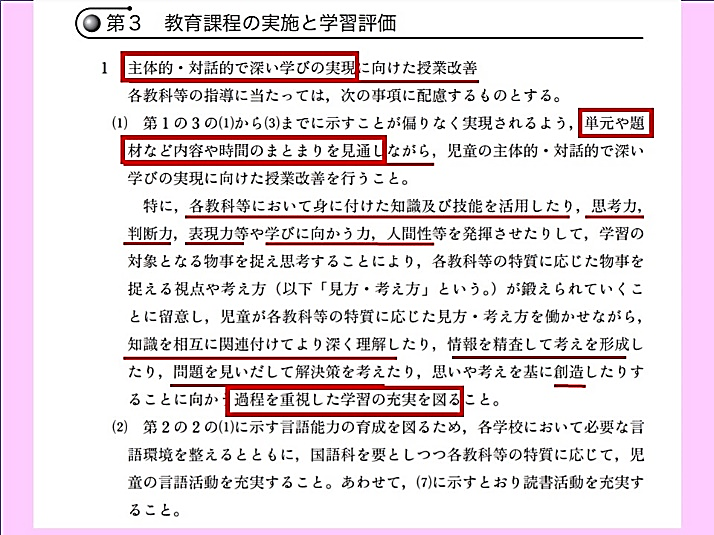 第3 教育課程の実施と学習評価
1 主体的・対話的で深い学びの実現に向けた授業改善
各教科等の指導に当たっては，次の事項に配慮するものとする。
⑴ 第1の3の⑴から⑶までに示すことが偏りなく実現されるよう，単元や題
材など内容や時間のまとまりを見通しながら，児童の主体的・対話的で深い
学びの実現に向けた授業改善を行うこと。
特に，各教科等において身に付けた知識及び技能を活用したり，思考力，
判断力，表現力等や学びに向かう力，人間性等を発揮させたりして，学習の
対象となる物事を捉え思考することにより，各教科等の特質に応じた物事を
捉える視点や考え方（以下「見方・考え方」という。）が鍛えられていくこ
とに留意し，児童が各教科等の特質に応じた見方・考え方を働かせながら，
知識を相互に関連付けてより深く理解したり，情報を精査して考えを形成し
たり，問題を見いだして解決策を考えたり，思いや考えを基に創造したりす
ることに向か 過程を重視した学習の充実を図ること。
⑵ 第2の2の⑴に示す言語能力の育成を図るため，各学校において必要な言
語環境を整えるとともに，国語科を要としつつ各教科等の特質に応じて，児
童の言語活動を充実すること。あわせて，⑺に示すとおり読書活動を充実す
ること。